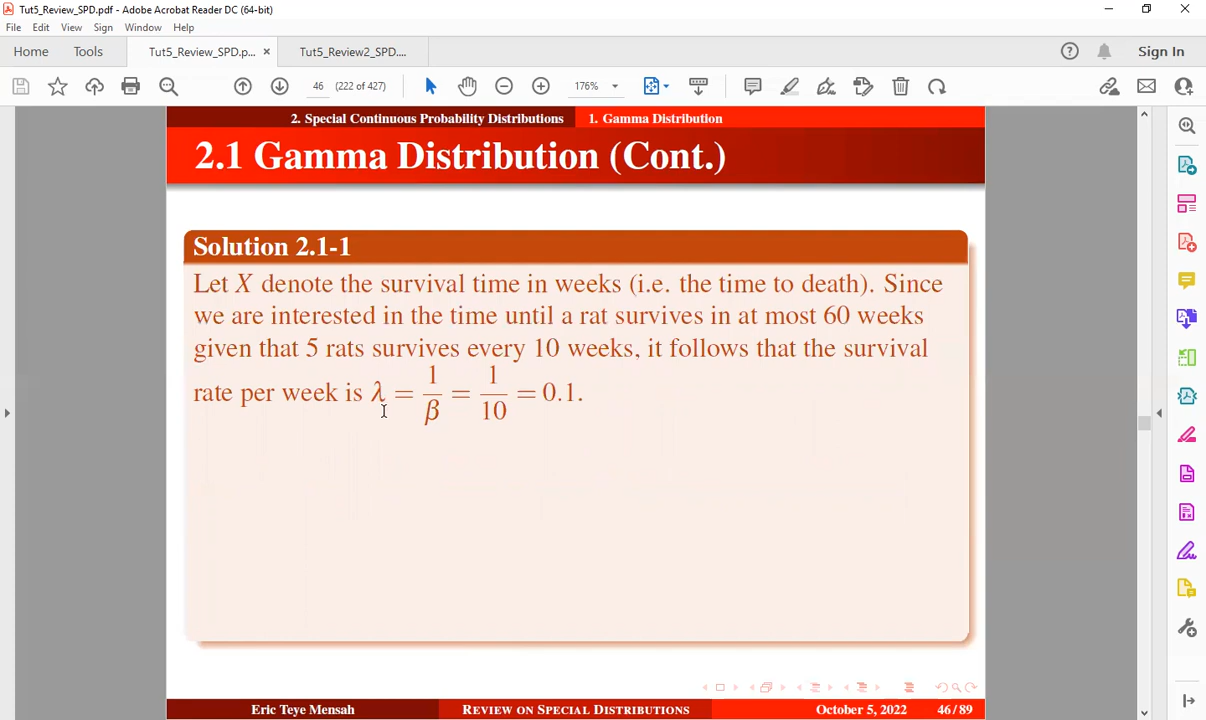 Tut5_Review_SPD.pdf - Adobe Acrobat Reader DC (64-bit)
File Edit View Sign Window Help
Home Tools Tut5_Review_SPD.p... × Tut5_Review2_SPD.... Sign In
46 (222 of 427) 176%
2. Special Continuous Probability Distributions 1. Gamma Distribution
2.1 Gamma Distribution (Cont.)
Solution 2.1-1
Let X denote the survival time in weeks (i.e. the time to death). Since
we are interested in the time until a rat survives in at most 60 weeks
given that 5 rats survives every 10 weeks, it follows that the survival
rate per week is λ = 1/β = 1/10 = 0.1.
Eric Teye Mensah REVIEW ON SPECIAL DISTRIBUTIONS October 5, 2022 46 / 89